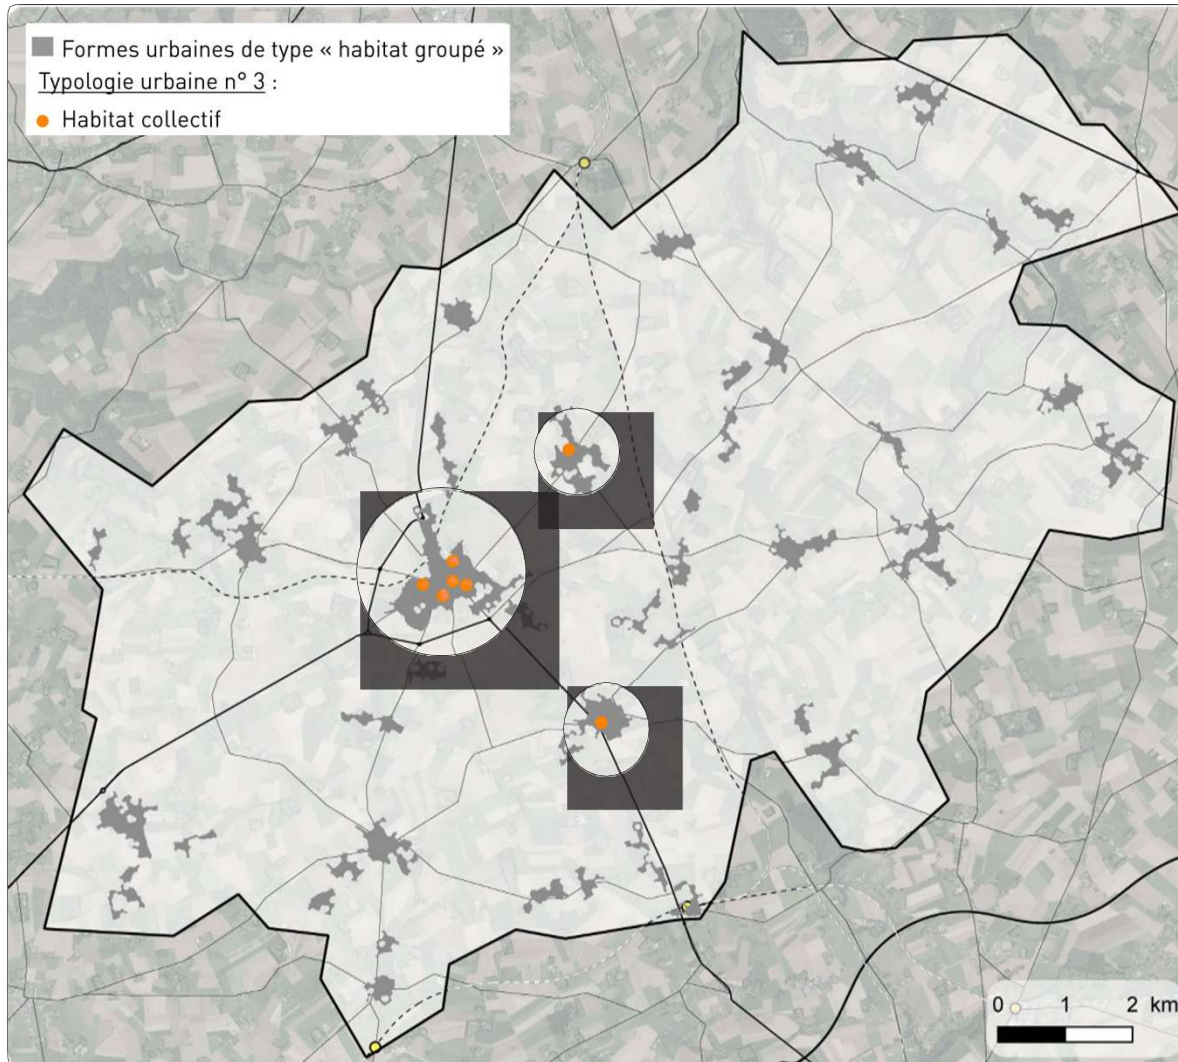 Formes urbaines de type « habitat groupé »
Typologie urbaine n° 3 :
Habitat collectif
0 1 2 km